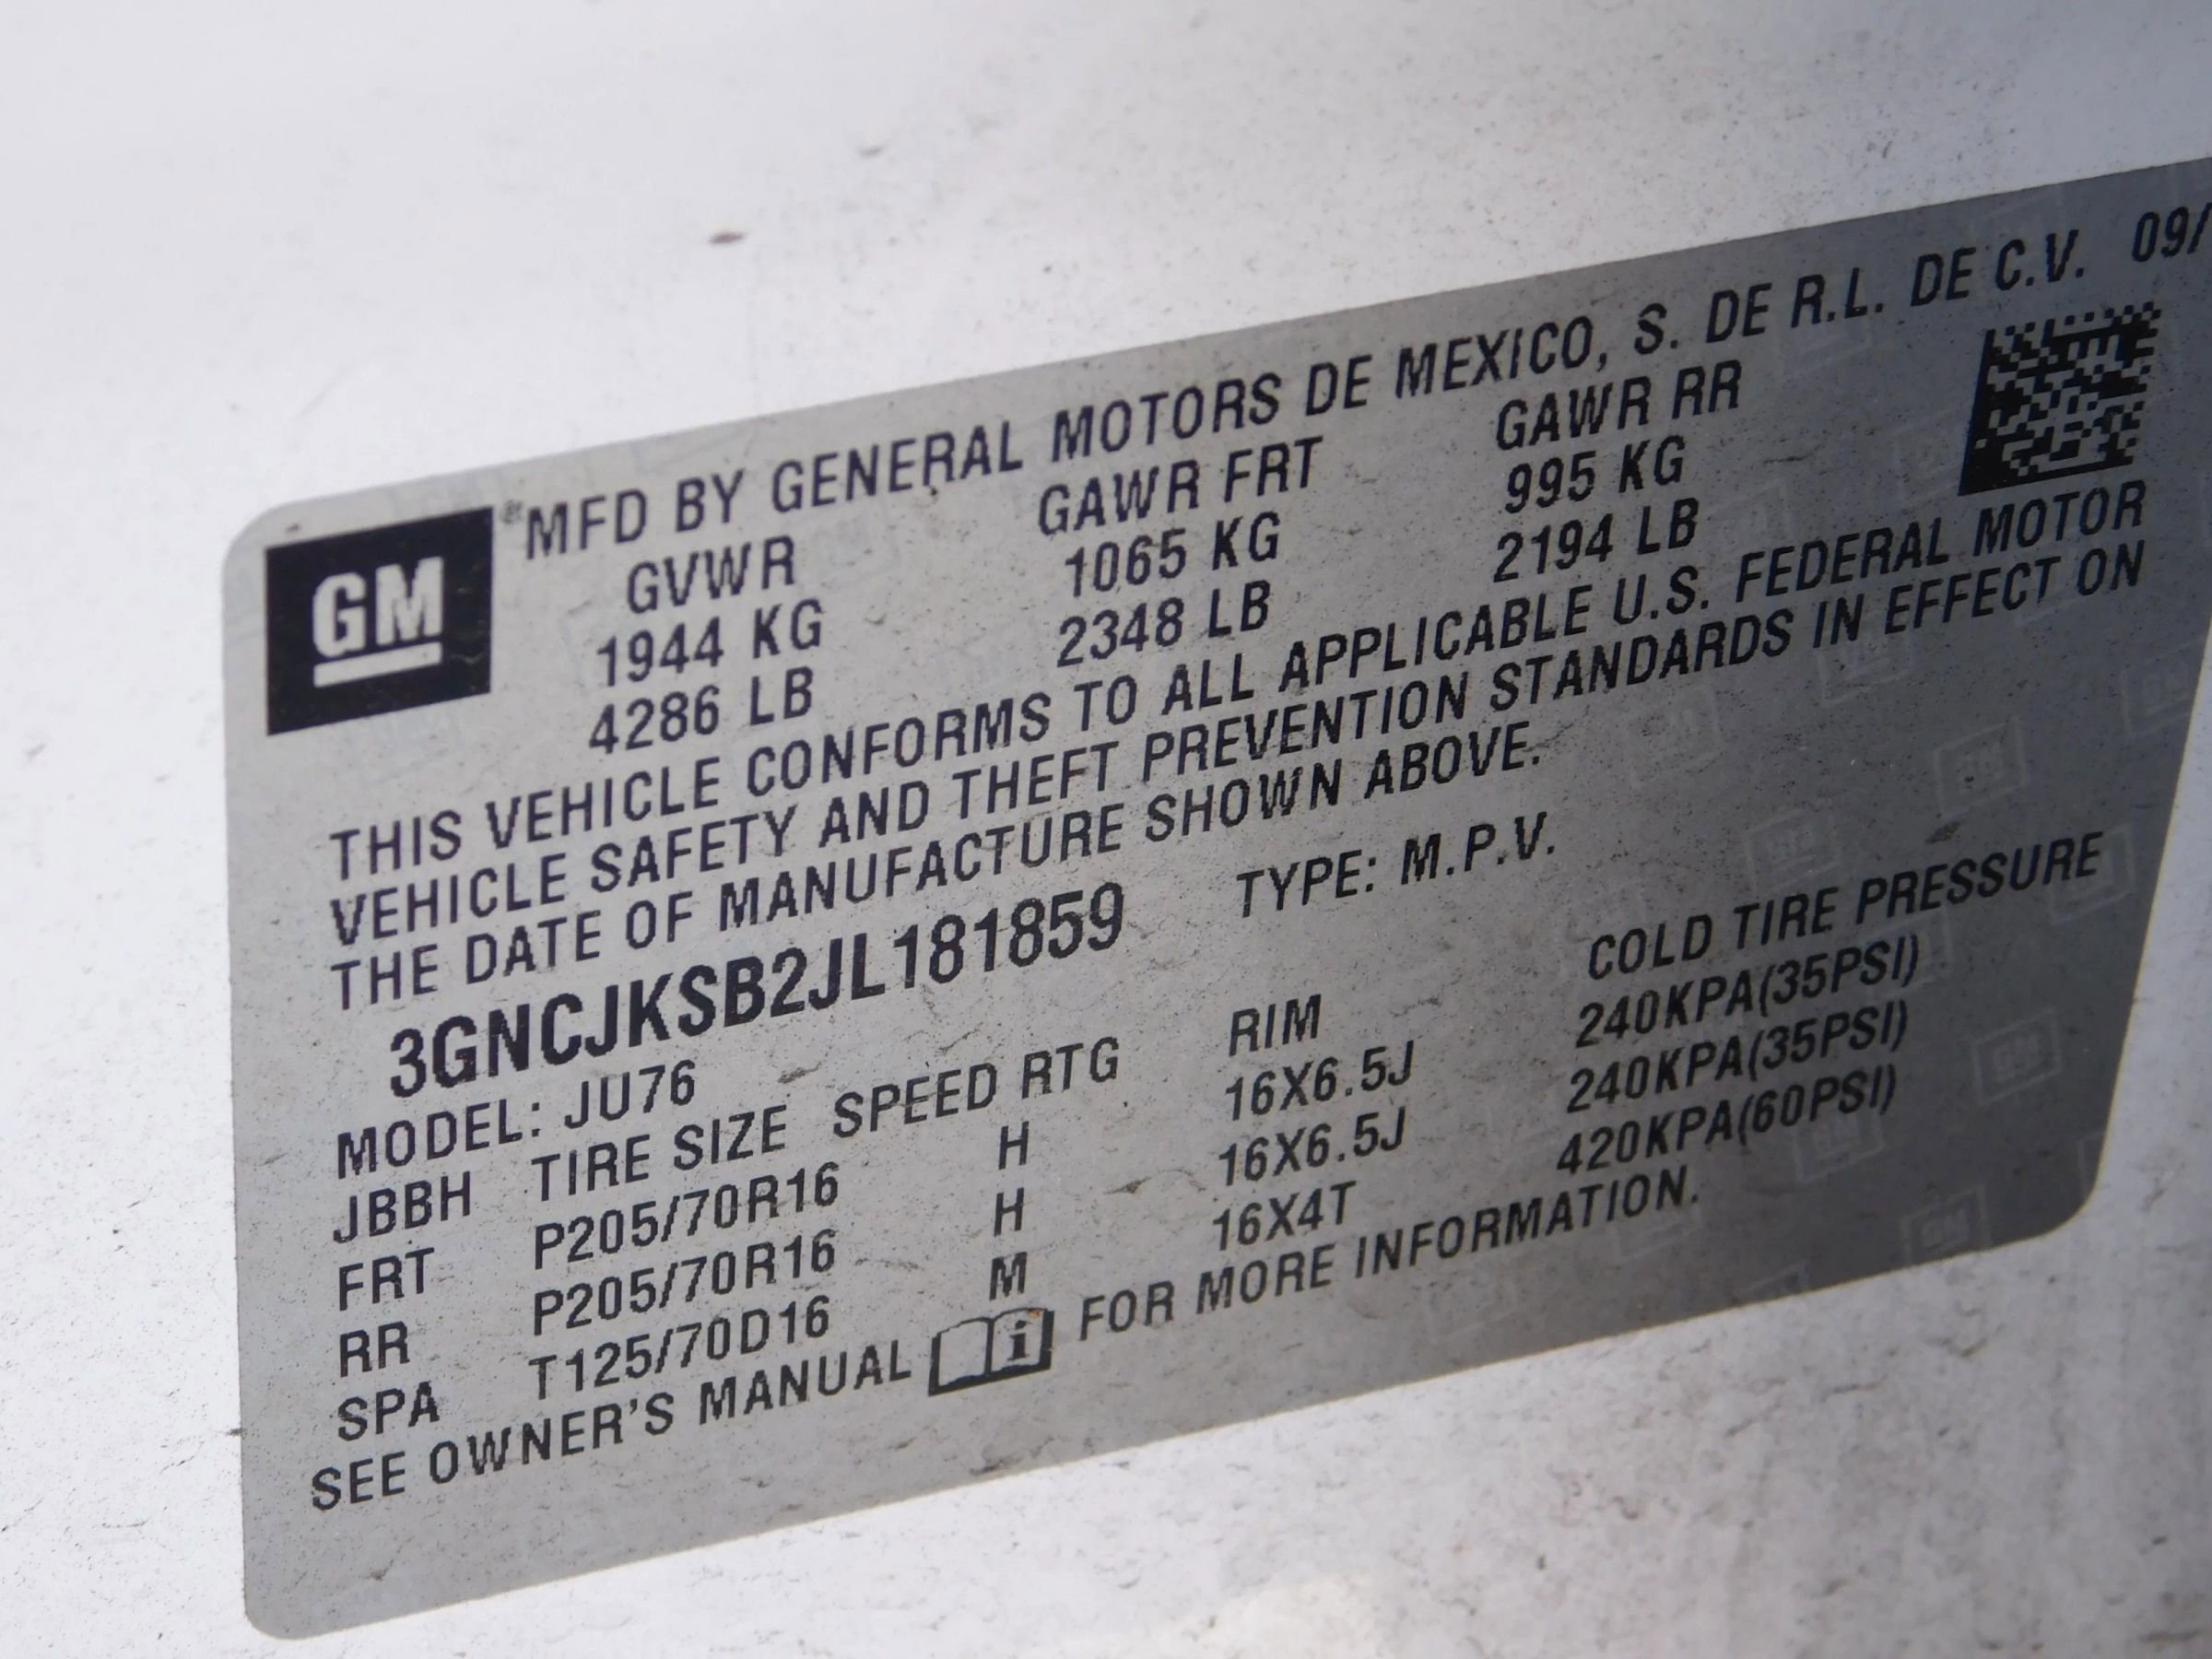 GM
MFD BY GENERAL MOTORS DE MEXICO, S. DE R.L. DE C.V. 09/
GVWR GAWR FRT GAWR RR
1944 KG 1065 KG 995 KG
4286 LB 2348 LB 2194 LB
THIS VEHICLE CONFORMS TO ALL APPLICABLE U.S. FEDERAL MOTOR
VEHICLE SAFETY AND THEFT PREVENTION STANDARDS IN EFFECT ON
THE DATE OF MANUFACTURE SHOWN ABOVE.
3GNCJKSB2JL181859 TYPE: M.P.V.
MODEL: JU76
JBBH TIRE SIZE SPEED RTG RIM COLD TIRE PRESSURE
FRT P205/70R16 H 16X6.5J 240KPA(35PSI)
RR P205/70R16 H 16X6.5J 240KPA(35PSI)
SPA T125/70D16 M 16X4T 420KPA(60PSI)
SEE OWNER'S MANUAL i FOR MORE INFORMATION.